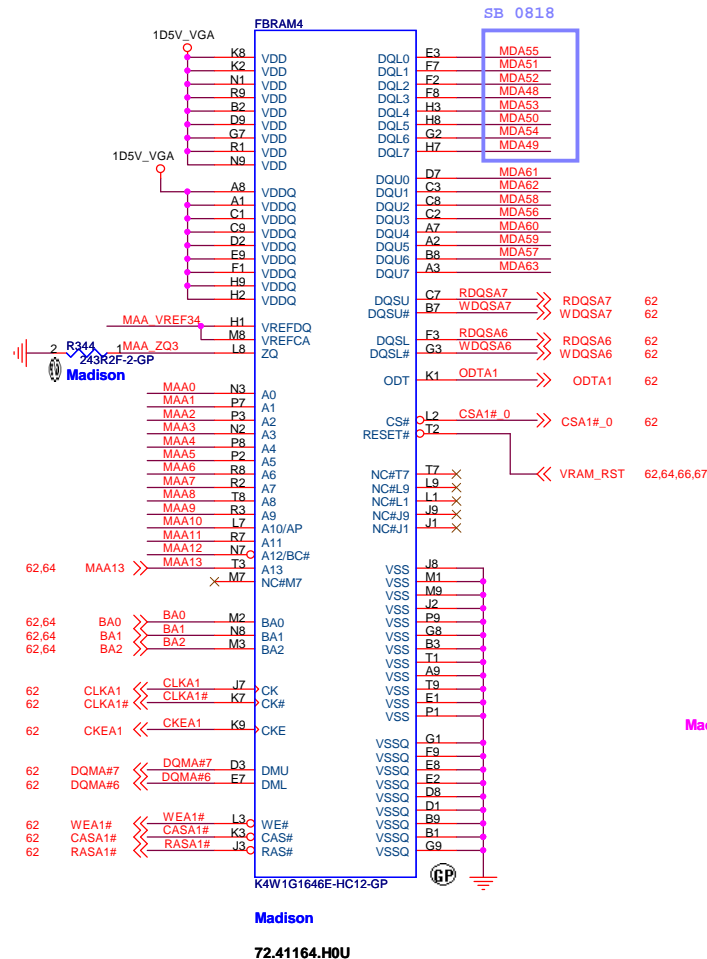 SB 0818
FBRAM4
1D5V_VGA
K8 VDD DQL0 E3 MDA55
K2 VDD DQL1 F7 MDA51
N1 VDD DQL2 F2 MDA52
R9 VDD DQL3 F8 MDA48
B2 VDD DQL4 H3 MDA53
D9 VDD DQL5 H8 MDA50
G7 VDD DQL6 G2 MDA54
R1 VDD DQL7 H7 MDA49
N9 VDD
1D5V_VGA
DQU0 D7 MDA61
A8 VDDQ DQU1 C3 MDA62
A1 VDDQ DQU2 C8 MDA58
C1 VDDQ DQU3 C2 MDA56
C9 VDDQ DQU4 A7 MDA60
D2 VDDQ DQU5 A2 MDA59
E9 VDDQ DQU6 B8 MDA57
F1 VDDQ DQU7 A3 MDA63
H9 VDDQ
H2 VDDQ DQSU C7 RDQSA7 RDQSA7 62
DQSU# B7 WDQSA7 WDQSA7 62
MAA_VREF34 H1 VREFDQ
M8 VREFCA DQSL F3 RDQSA6 RDQSA6 62
2 R344 1 MAA_ZQ3 L8 ZQ DQSL# G3 WDQSA6 WDQSA6 62
243R2F-2-GP
Madison
ODT K1 ODTA1 ODTA1 62
MAA0 N3 A0
MAA1 P7 A1
MAA2 P3 A2 CS# L2 CSA1#_0 CSA1#_0 62
MAA3 N2 A3 RESET# T2
MAA4 P8 A4
MAA5 P2 A5
MAA6 R8 A6 NC#T7 T7 VRAM_RST 62,64,66,67
MAA7 R2 A7 NC#L9 L9
MAA8 T8 A8 NC#L1 L1
MAA9 R3 A9 NC#J9 J9
MAA10 L7 A10/AP NC#J1 J1
MAA11 R7 A11
MAA12 N7 A12/BC#
62,64 MAA13 MAA13 T3 A13 VSS J8
M7 NC#M7 VSS M1
VSS M9
VSS J2
62,64 BA0 BA0 M2 BA0 VSS P9
62,64 BA1 BA1 N8 BA1 VSS G8
62,64 BA2 BA2 M3 BA2 VSS B3
VSS T1
VSS A9
62 CLKA1 CLKA1 J7 CK VSS T9
62 CLKA1# CLKA1# K7 CK# VSS E1
VSS P1
62 CKEA1 CKEA1 K9 CKE
VSSQ G1
VSSQ F9
62 DQMA#7 DQMA#7 D3 DMU VSSQ E8
62 DQMA#6 DQMA#6 E7 DML VSSQ E2
VSSQ D8
VSSQ D1
62 WEA1# WEA1# L3 WE# VSSQ B9
62 CASA1# CASA1# K3 CAS# VSSQ B1
62 RASA1# RASA1# J3 RAS# VSSQ G9
GP
K4W1G1646E-HC12-GP
Madison
72.41164.H0U